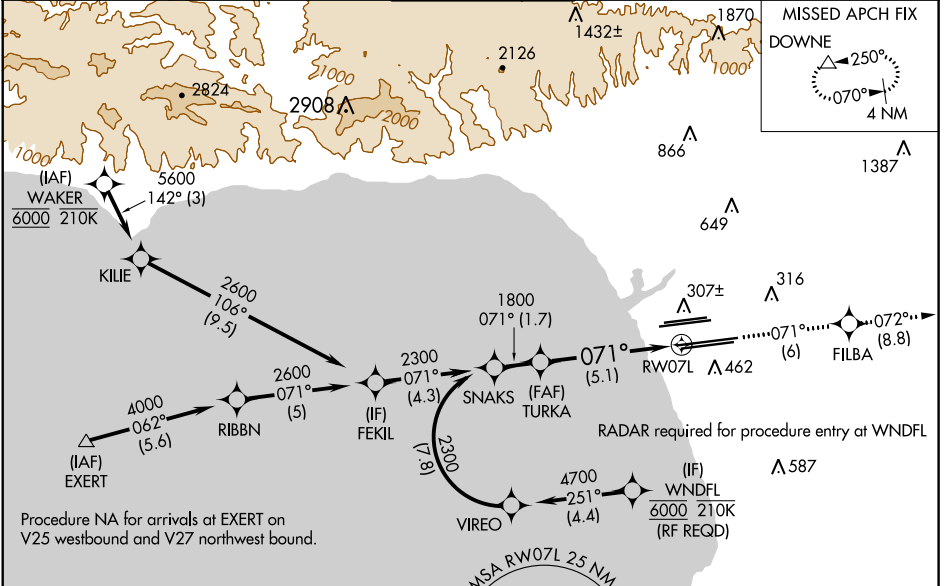 MISSED APCH FIX
DOWNE
250°
070°
4 NM
1432±
1870
1000
2126
1000
2824
2908
2000
1000
866
1387
649
(IAF)
WAKER
6000 210K
5600
142° (3)
KILIE
2600
106°
(9.5)
1800
071° (1.7)
307±
316
071°
(6)
072°
(8.8)
FILBA
RW07L
462
071°
(5.1)
SNAKS
(FAF)
TURKA
2300
071°
(4.3)
(IF)
FEKIL
2600
071°
(5)
RIBBN
4000
062°
(5.6)
(IAF)
EXERT
2300
(7.8)
RADAR required for procedure entry at WNDFL
587
4700
251°
(4.4)
(IF)
WNDFL
6000 210K
(RF REQD)
VIREO
Procedure NA for arrivals at EXERT on
V25 westbound and V27 northwest bound.
MSA RW07L 25 NM